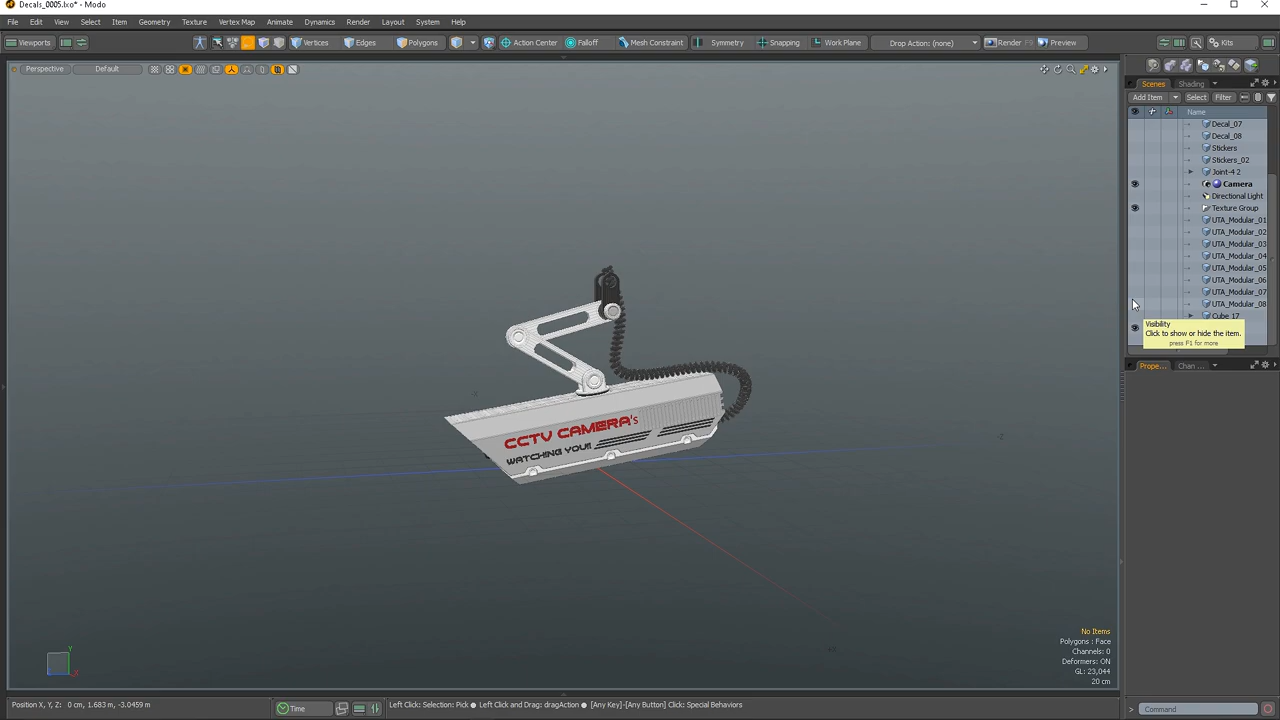 Decals_0005.lxo* - Modo
File Edit View Select Item Geometry Texture Vertex Map Animate Dynamics Render Layout System Help
Viewports Vertices Edges Polygons Action Center Falloff Mesh Constraint Symmetry Snapping Work Plane Drop Action: (none) Render F9 Preview Kits
Perspective Default
Scenes Shading
Add Item Select Filter
Name
Decal_07
Decal_08
Stickers
Stickers_02
Joint-4 2
Camera
Directional Light
Texture Group
UTA_Modular_01
UTA_Modular_02
UTA_Modular_03
UTA_Modular_04
UTA_Modular_05
UTA_Modular_06
UTA_Modular_07
UTA_Modular_08
Cube 17
Visibility
Click to show or hide the item.
press F1 for more
Prope... Chan ...
CCTV CAMERA's
WATCHING YOU!!
No Items
Polygons : Face
Channels: 0
Deformers: ON
GL: 23,044
20 cm
Y
X
Position X, Y, Z: 0 cm, 1.683 m, -3.0459 m
Time
Left Click: Selection: Pick ● Left Click and Drag: dragAction ● [Any Key]-[Any Button] Click: Special Behaviors
Command